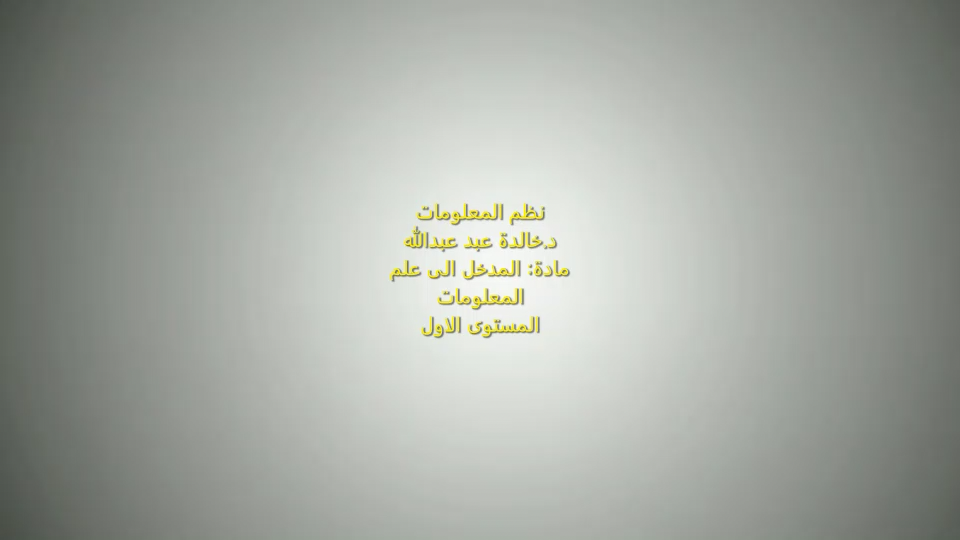 نظم المعلومات
د.خالدة عبد عبدالله
مادة: المدخل الى علم
المعلومات
المستوى الاول